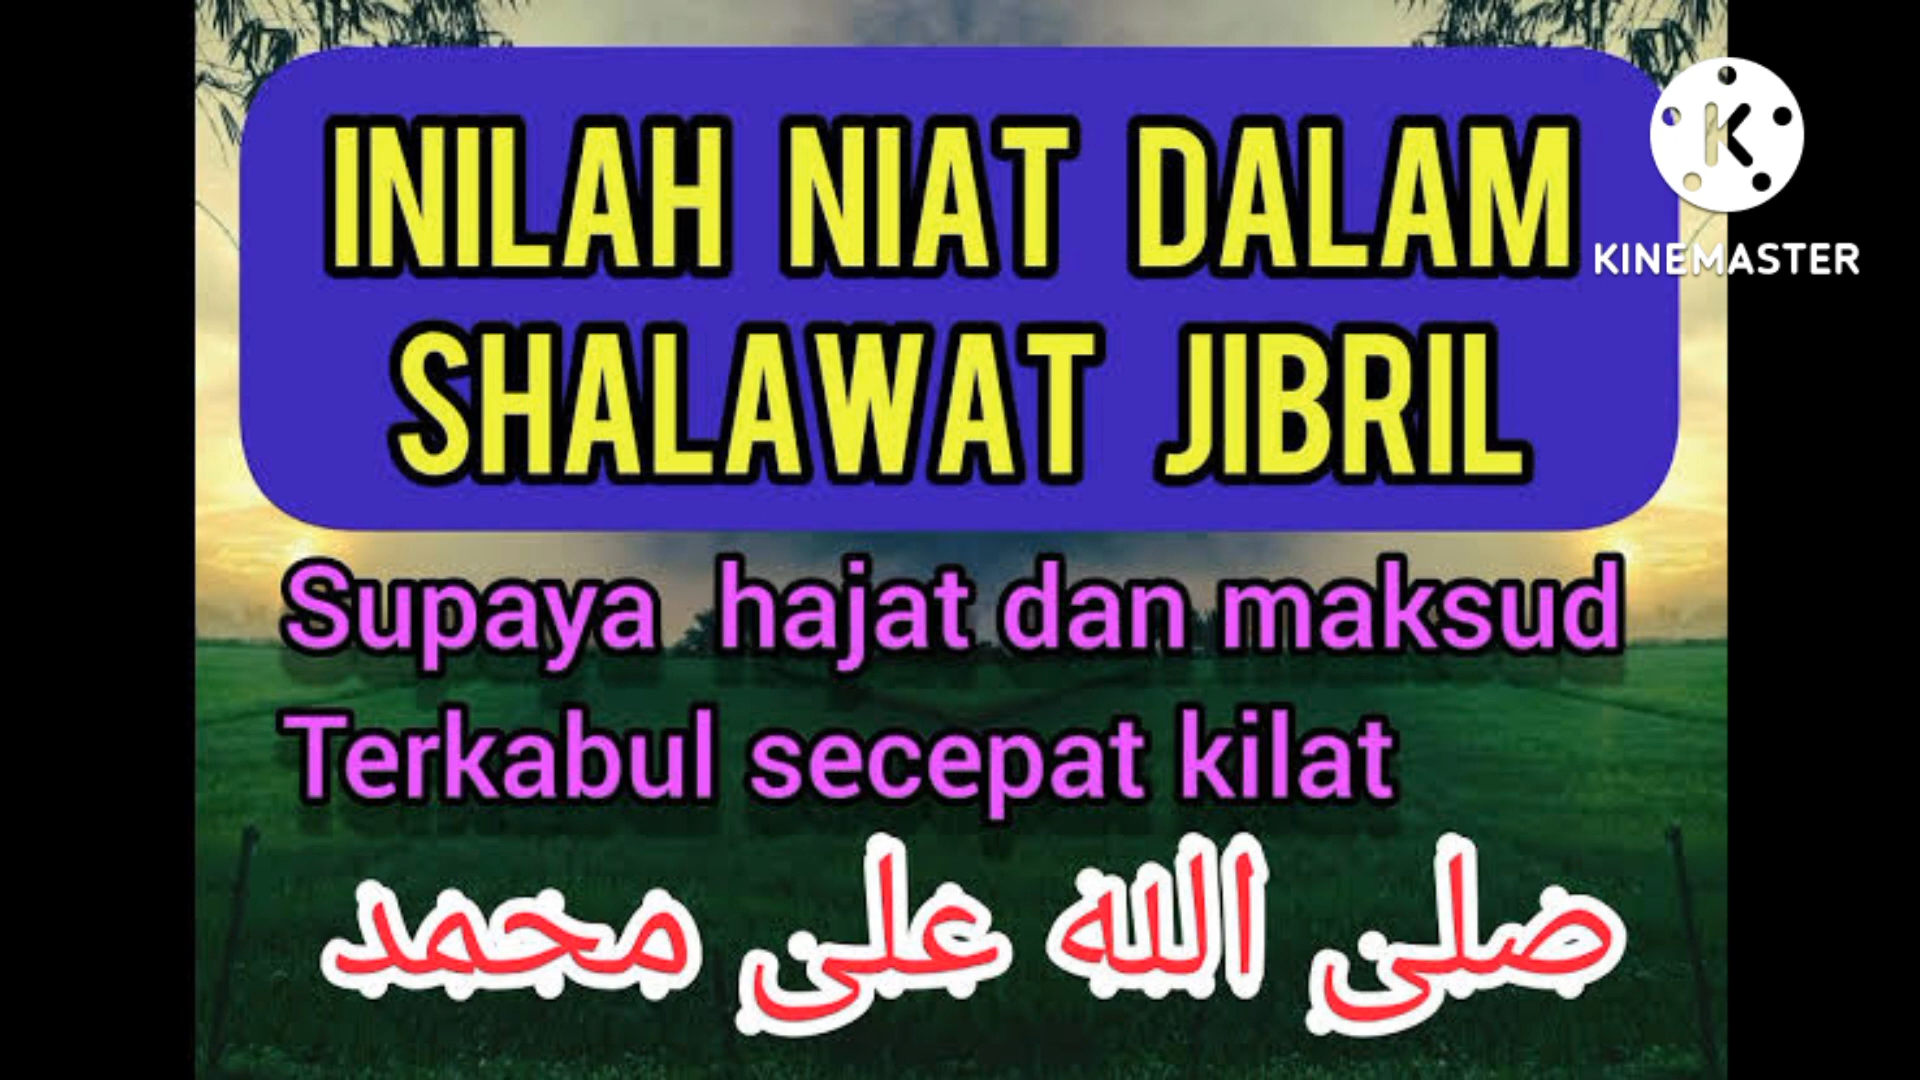 INILAH NIAT DALAM
SHALAWAT JIBRIL
KINEMASTER
Supaya hajat dan maksud
Terkabul secepat kilat
صلى الله على محمد